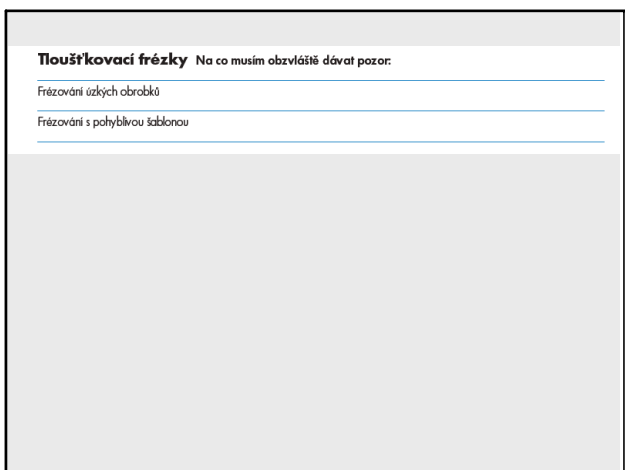 Tloušťkovací frézky Na co musím obzvláště dávat pozor:
Frézování úzkých obrobků
Frézování s pohyblivou šablonou